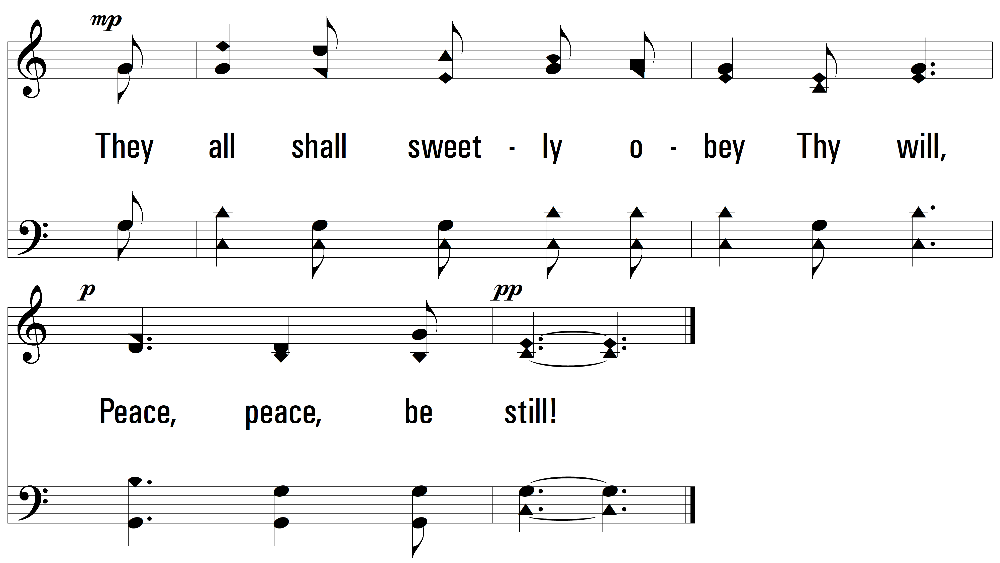 mp
They all shall sweet - ly o - bey Thy will,
p pp
Peace, peace, be still!